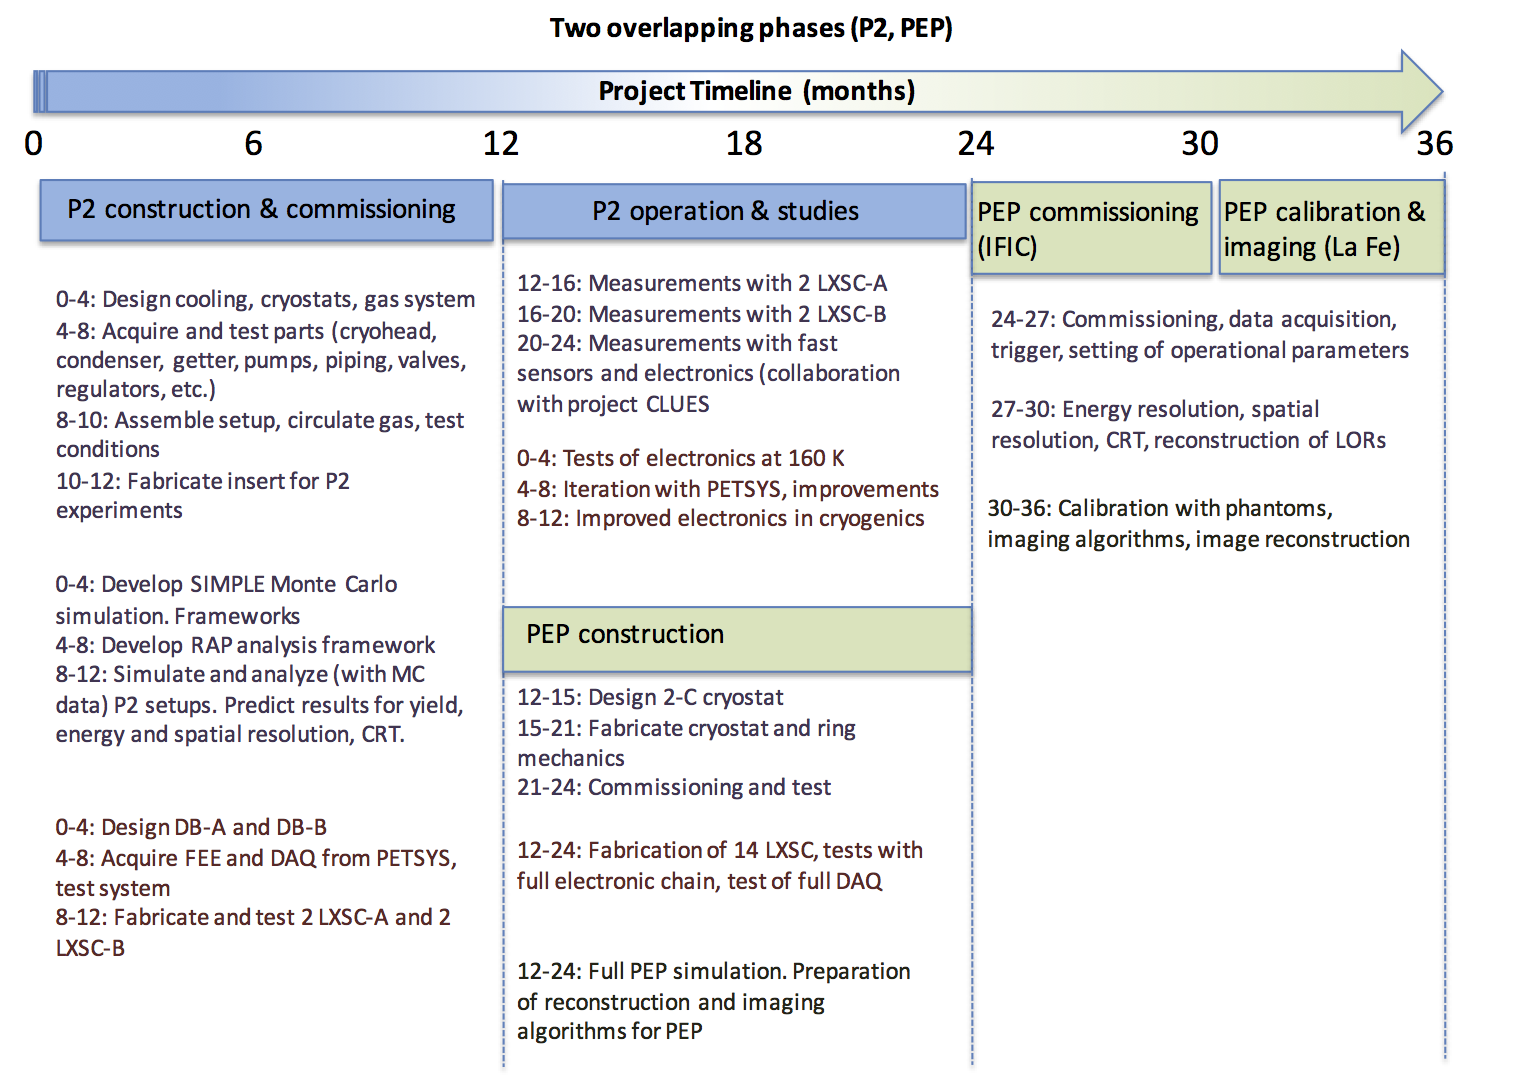 Two overlapping phases (P2, PEP)
Project Timeline (months)
0 6 12 18 24 30 36
P2 construction & commissioning
0-4: Design cooling, cryostats, gas system
4-8: Acquire and test parts (cryohead,
condenser, getter, pumps, piping, valves,
regulators, etc.)
8-10: Assemble setup, circulate gas, test
conditions
10-12: Fabricate insert for P2
experiments
0-4: Develop SIMPLE Monte Carlo
simulation. Frameworks
4-8: Develop RAP analysis framework
8-12: Simulate and analyze (with MC
data) P2 setups. Predict results for yield,
energy and spatial resolution, CRT.
0-4: Design DB-A and DB-B
4-8: Acquire FEE and DAQ from PETSYS,
test system
8-12: Fabricate and test 2 LXSC-A and 2
LXSC-B
P2 operation & studies
12-16: Measurements with 2 LXSC-A
16-20: Measurements with 2 LXSC-B
20-24: Measurements with fast
sensors and electronics (collaboration
with project CLUES
0-4: Tests of electronics at 160 K
4-8: Iteration with PETSYS, improvements
8-12: Improved electronics in cryogenics
PEP construction
12-15: Design 2-C cryostat
15-21: Fabricate cryostat and ring
mechanics
21-24: Commissioning and test
12-24: Fabrication of 14 LXSC, tests with
full electronic chain, test of full DAQ
12-24: Full PEP simulation. Preparation
of reconstruction and imaging
algorithms for PEP
PEP commissioning
(IFIC)
PEP calibration &
imaging (La Fe)
24-27: Commissioning, data acquisition,
trigger, setting of operational parameters
27-30: Energy resolution, spatial
resolution, CRT, reconstruction of LORs
30-36: Calibration with phantoms,
imaging algorithms, image reconstruction